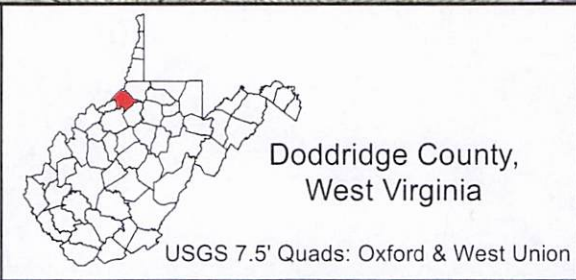 Doddridge County,
West Virginia
USGS 7.5' Quads: Oxford & West Union